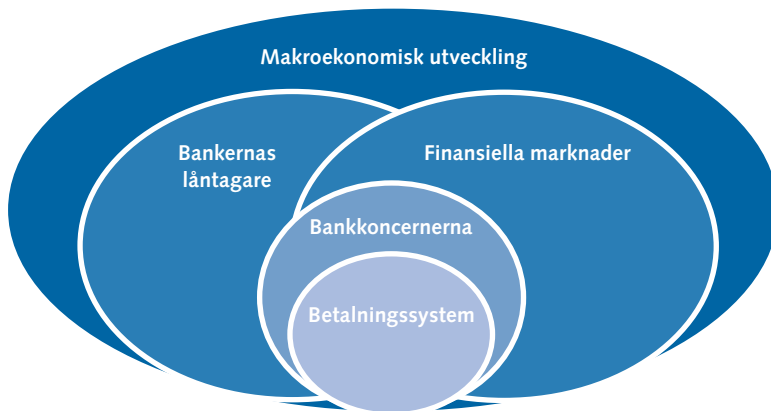 Makroekonomisk utveckling
Bankernas
låntagare
Finansiella marknader
Bankkoncernerna
Betalningssystem